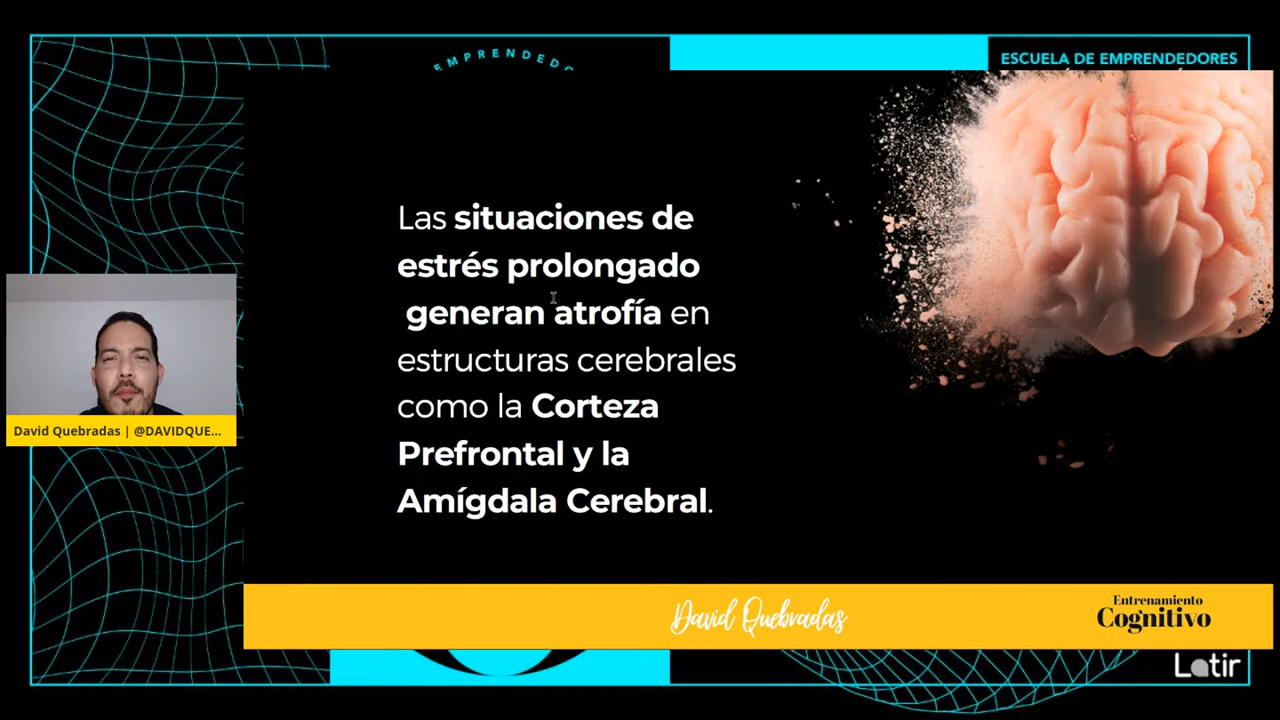 EMPRENDEDO
ESCUELA DE EMPRENDEDORES
Las situaciones de
estrés prolongado
generan atrofía en
estructuras cerebrales
como la Corteza
Prefrontal y la
Amígdala Cerebral.
David Quebradas | @DAVIDQUE...
David Quebradas
Entrenamiento
Cognitivo
Latir